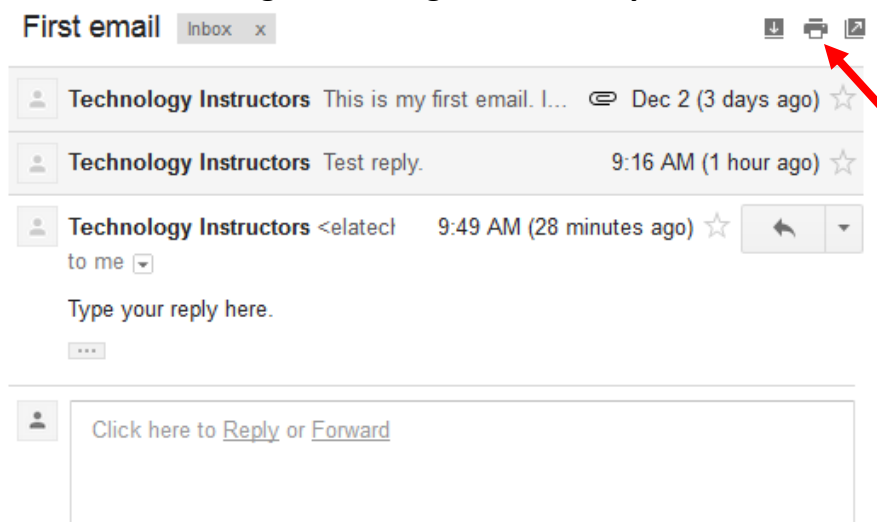 First email Inbox x
Technology Instructors This is my first email. I... Dec 2 (3 days ago)
Technology Instructors Test reply. 9:16 AM (1 hour ago)
Technology Instructors <elatech 9:49 AM (28 minutes ago)
to me
Type your reply here.
...
Click here to Reply or Forward